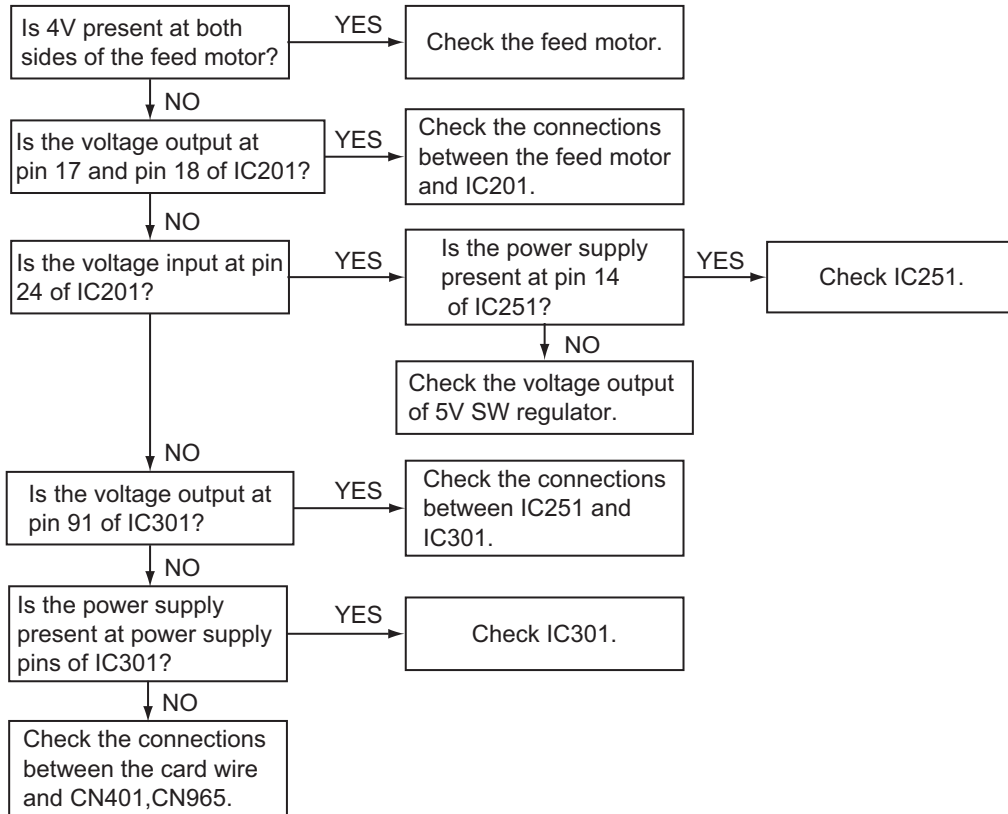 Is 4V present at both
sides of the feed motor?
YES
Check the feed motor.
NO
Is the voltage output at
pin 17 and pin 18 of IC201?
YES
Check the connections
between the feed motor
and IC201.
NO
Is the voltage input at pin
24 of IC201?
YES
Is the power supply
present at pin 14
of IC251?
YES
Check IC251.
NO
Check the voltage output
of 5V SW regulator.
NO
Is the voltage output at
pin 91 of IC301?
YES
Check the connections
between IC251 and
IC301.
NO
Is the power supply
present at power supply
pins of IC301?
YES
Check IC301.
NO
Check the connections
between the card wire
and CN401,CN965.